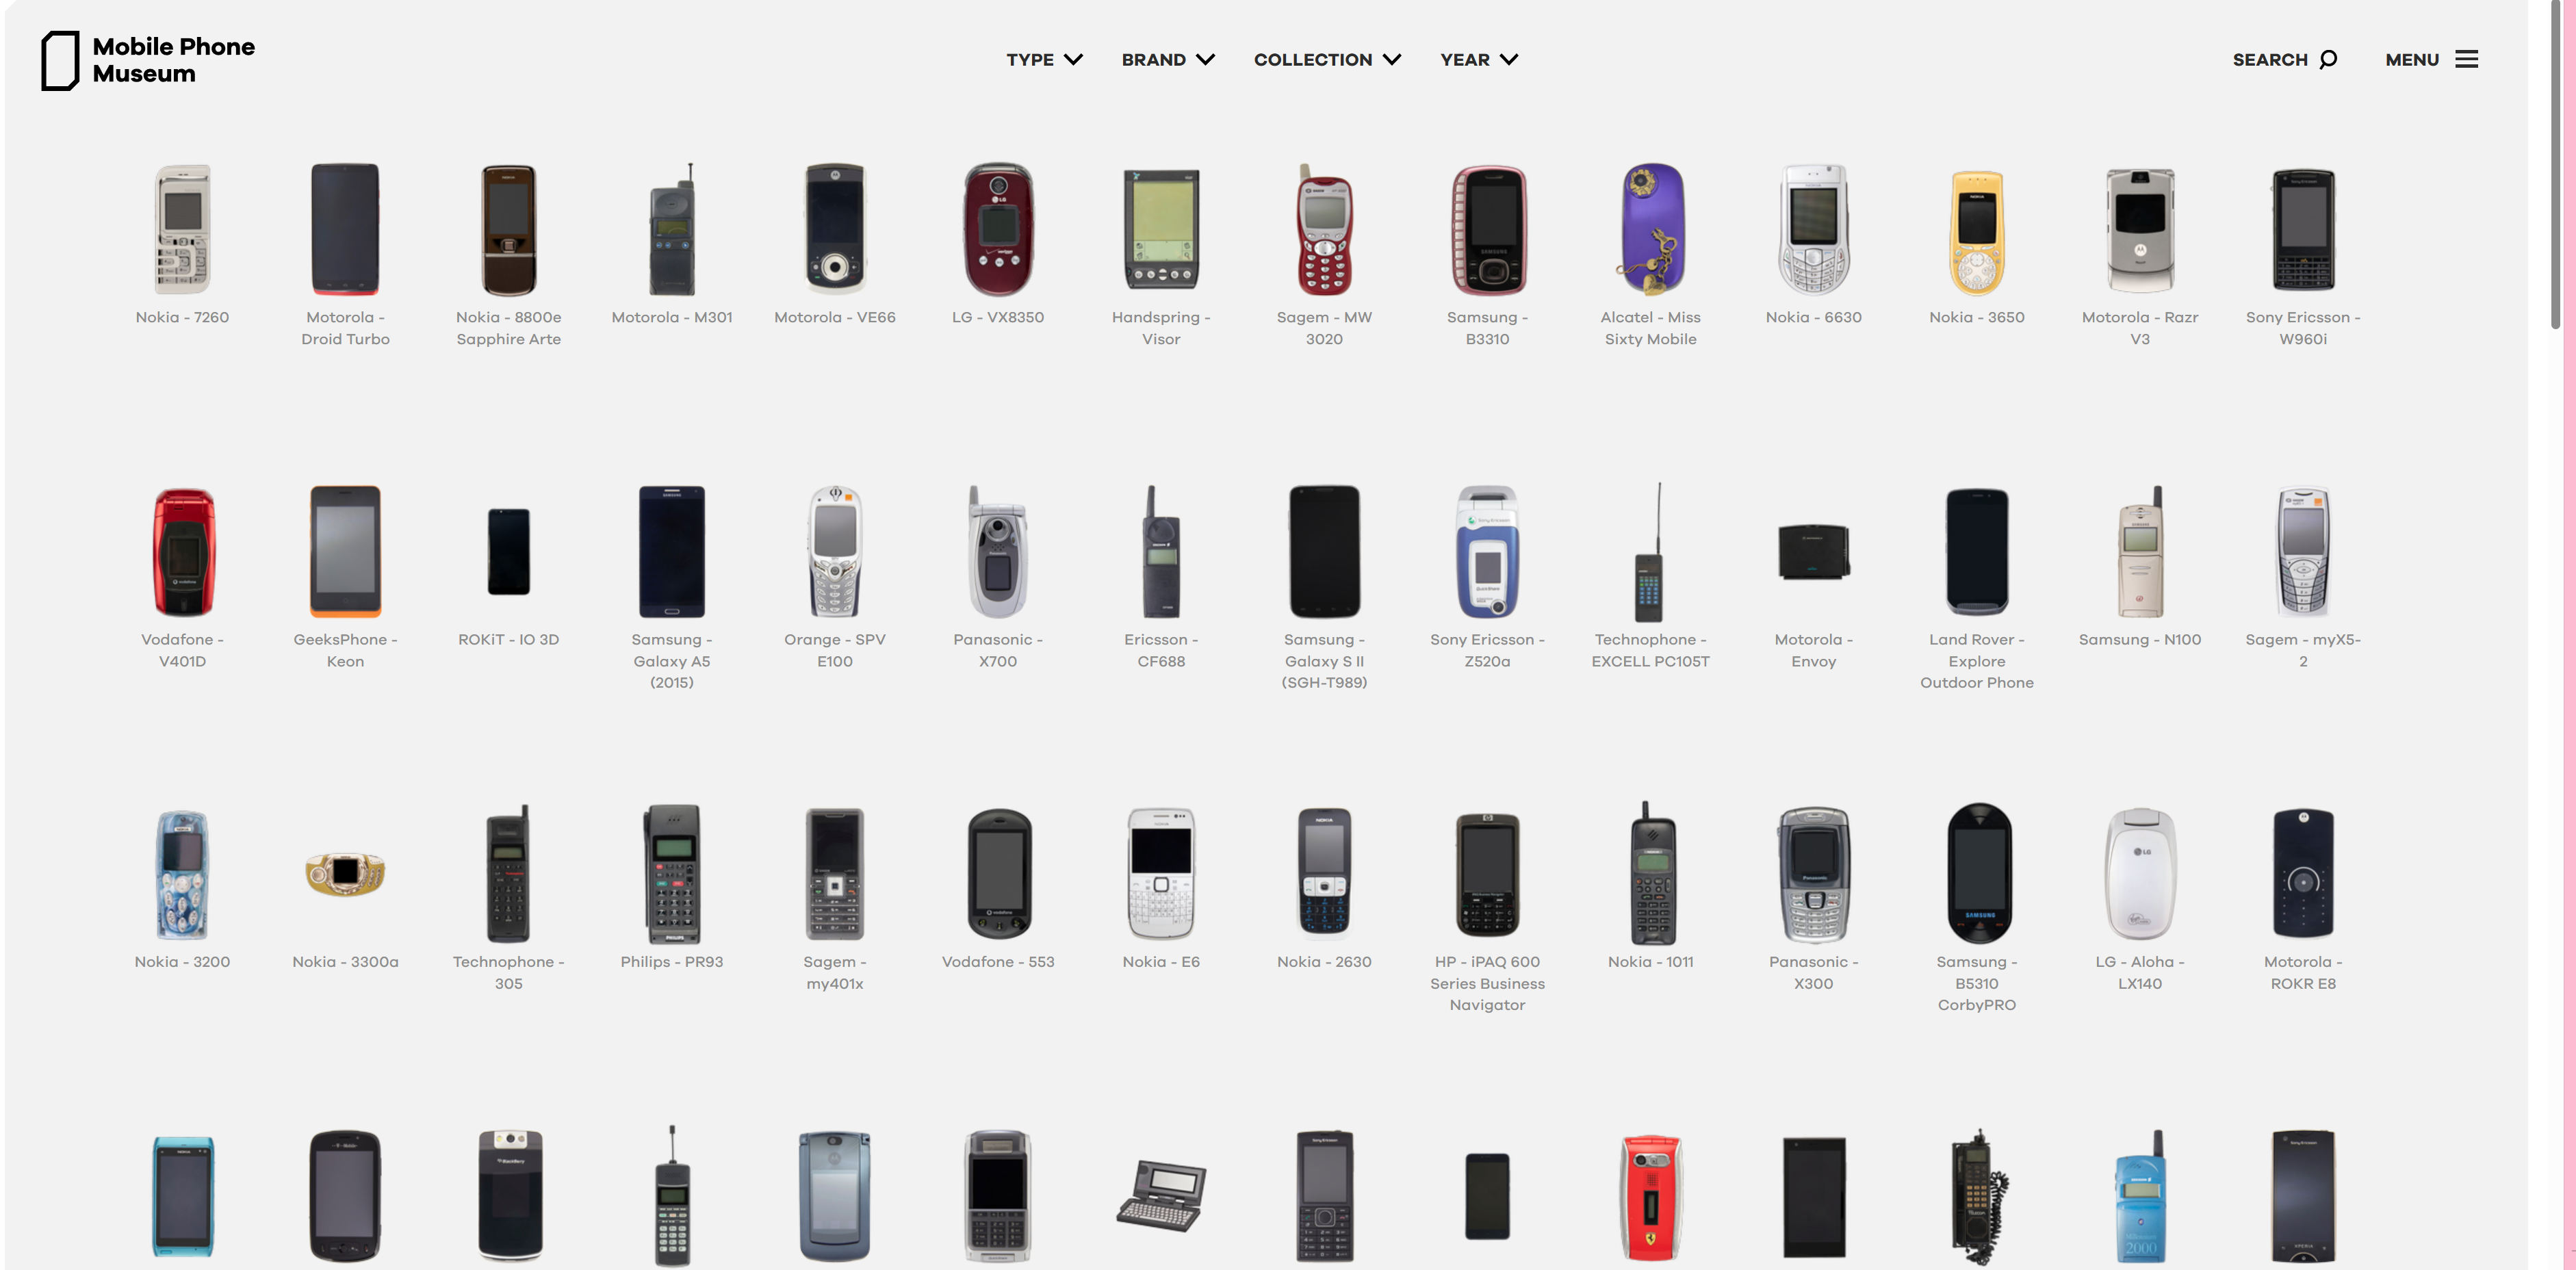 Mobile Phone
Museum
TYPE BRAND COLLECTION YEAR SEARCH MENU
Nokia - 7260
Motorola -
Droid Turbo
Nokia - 8800e
Sapphire Arte
Motorola - M301
Motorola - VE66
LG - VX8350
Handspring -
Visor
Sagem - MW
3020
Samsung -
B3310
Alcatel - Miss
Sixty Mobile
Nokia - 6630
Nokia - 3650
Motorola - Razr
V3
Sony Ericsson -
W960i
Vodafone -
V401D
GeeksPhone -
Keon
ROKiT - IO 3D
Samsung -
Galaxy A5
(2015)
Orange - SPV
E100
Panasonic -
X700
Ericsson -
CF688
Samsung -
Galaxy S II
(SGH-T989)
Sony Ericsson -
Z520a
Technophone -
EXCELL PC105T
Motorola -
Envoy
Land Rover -
Explore
Outdoor Phone
Samsung - N100
Sagem - myX5-
2
Nokia - 3200
Nokia - 3300a
Technophone -
305
Philips - PR93
Sagem -
my401x
Vodafone - 553
Nokia - E6
Nokia - 2630
HP - iPAQ 600
Series Business
Navigator
Nokia - 1011
Panasonic -
X300
Samsung -
B5310
CorbyPRO
LG - Aloha -
LX140
Motorola -
ROKR E8